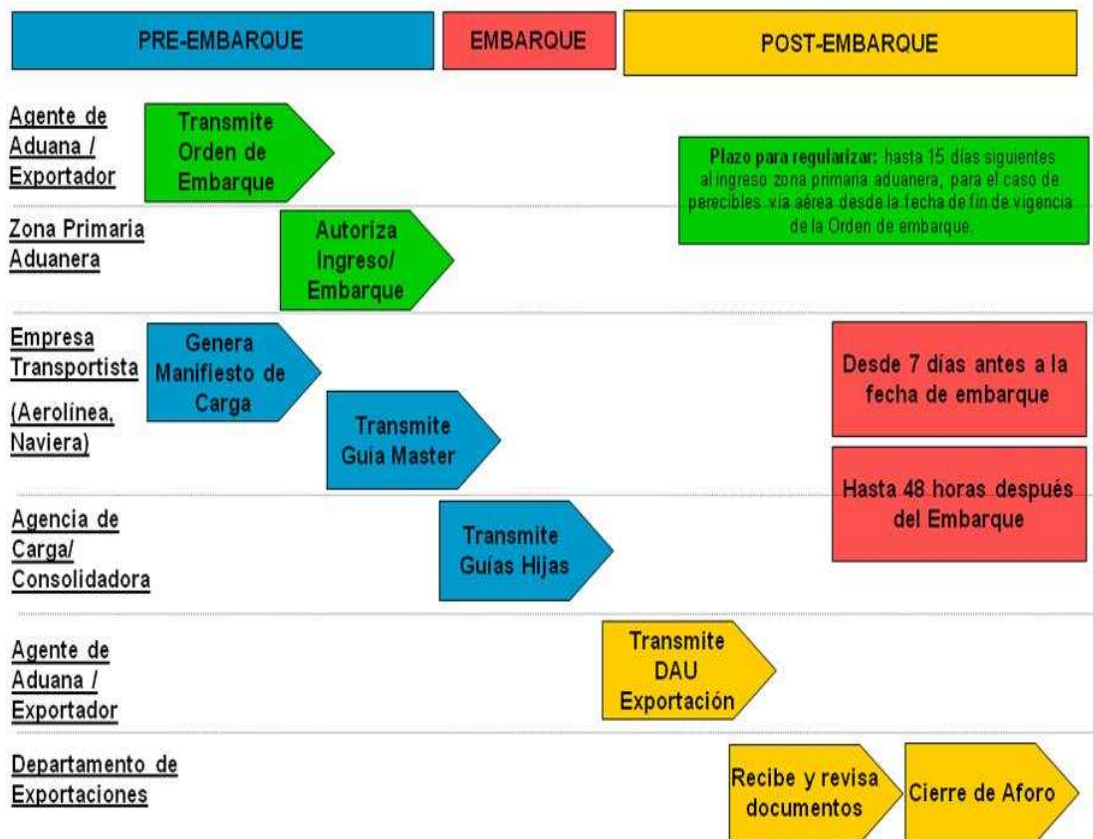 PRE-EMBARQUE
EMBARQUE
POST-EMBARQUE
Agente de
Aduana /
Exportador
Transmite
Orden de
Embarque
Plazo para regularizar: hasta 15 días siguientes
al ingreso zona primaria aduanera, para el caso de
perecibles vía aérea desde la fecha de fin de vigencia
de la Orden de embarque.
Zona Primaria
Aduanera
Autoriza
Ingreso/
Embarque
Empresa
Transportista
(Aerolínea,
Naviera)
Genera
Manifiesto de
Carga
Transmite
Guía Master
Desde 7 días antes a la
fecha de embarque
Hasta 48 horas después
del Embarque
Agencia de
Carga/
Consolidadora
Transmite
Guías Hijas
Agente de
Aduana /
Exportador
Transmite
DAU
Exportación
Departamento de
Exportaciones
Recibe y revisa
documentos
Cierre de Aforo